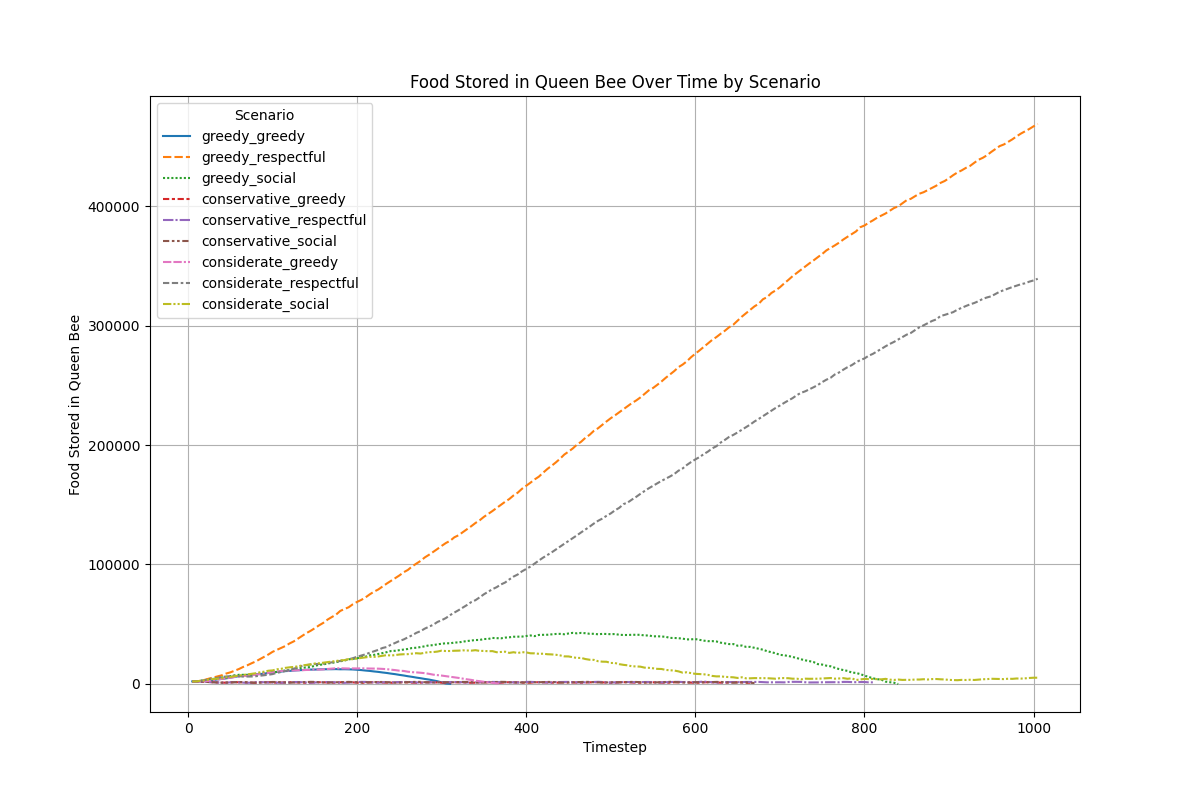 Food Stored in Queen Bee Over Time by Scenario
Scenario
greedy_greedy
greedy_respectful
greedy_social
conservative_greedy
conservative_respectful
conservative_social
considerate_greedy
considerate_respectful
considerate_social
400000
300000
200000
100000
0
Food Stored in Queen Bee
0 200 400 600 800 1000
Timestep